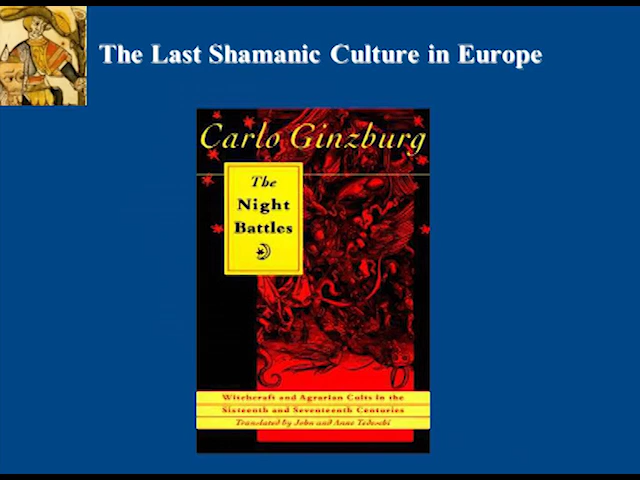 The Last Shamanic Culture in Europe
Carlo Ginzburg
The
Night
Battles
Witchcraft and Agrarian Cults in the
Sixteenth and Seventeenth Centuries
Translated by John and Anne Tedeschi